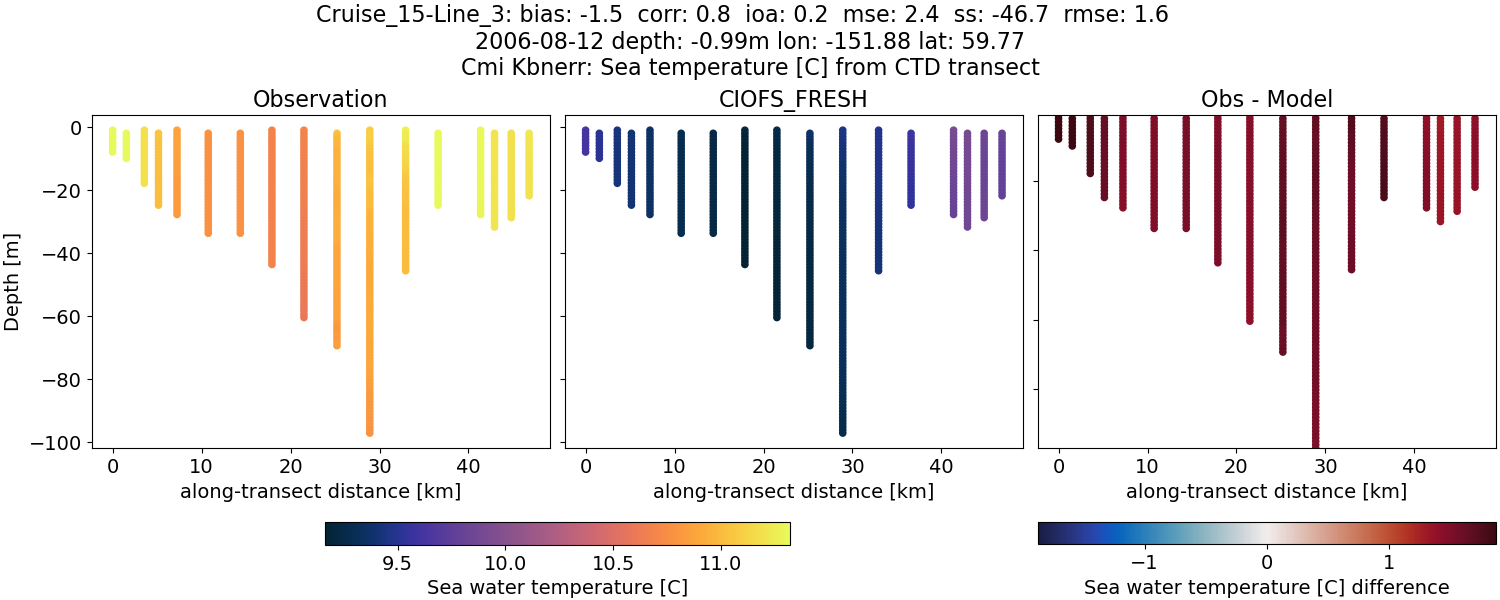 Cruise_15-Line_3: bias: -1.5  corr: 0.8  ioa: 0.2  mse: 2.4  ss: -46.7  rmse: 1.6
2006-08-12 depth: -0.99m lon: -151.88 lat: 59.77
Cmi Kbnerr: Sea temperature [C] from CTD transect
Observation
CIOFS_FRESH
Obs - Model
Depth [m]
0
−20
−40
−60
−80
−100
0 10 20 30 40
0 10 20 30 40
0 10 20 30 40
along-transect distance [km]
along-transect distance [km]
along-transect distance [km]
9.5 10.0 10.5 11.0
Sea water temperature [C]
−1 0 1
Sea water temperature [C] difference